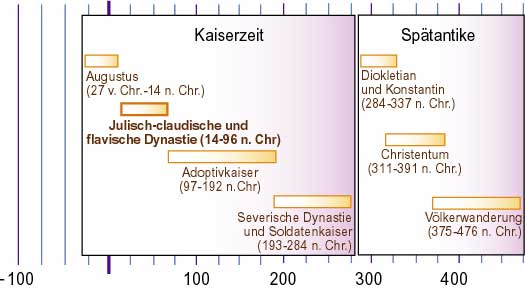 Kaiserzeit
Augustus
(27 v. Chr.-14 n. Chr.)
Julisch-claudische und
flavische Dynastie (14-96 n. Chr)
Adoptivkaiser
(97-192 n.Chr)
Severische Dynastie
und Soldatenkaiser
(193-284 n. Chr.)
Spätantike
Diokletian
und Konstantin
(284-337 n. Chr.)
Christentum
(311-391 n. Chr.)
Völkerwanderung
(375-476 n. Chr.)
-100 100 200 300 400